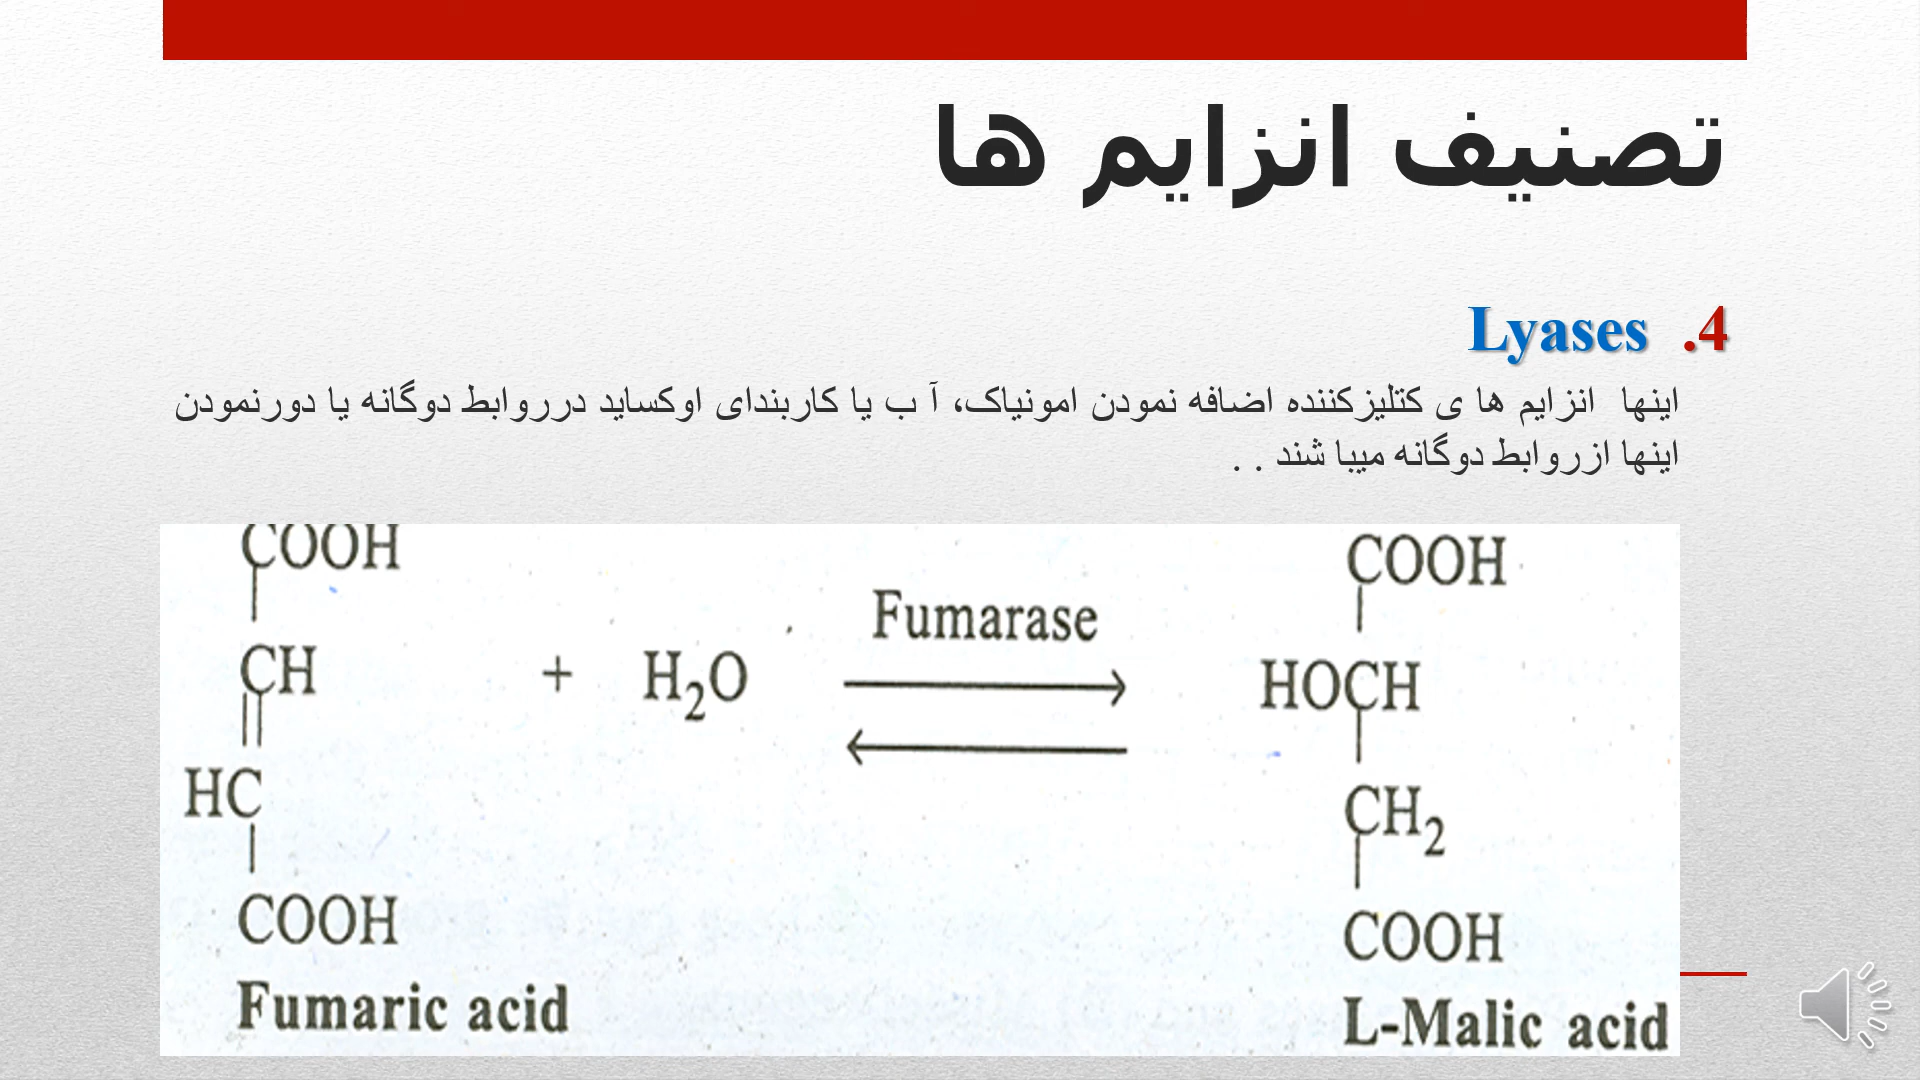 تصنیف انزایم ها
4. Lyases
اینها انزایم ها ی کتلیزکننده اضافه نمودن امونیاک، آ ب یا کاربندای اوکساید درروابط دوگانه یا دورنمودن
اینها ازروابط دوگانه میبا شند . .
COOH
CH
HC
COOH
Fumaric acid
+ H₂O
Fumarase
COOH
HOCH
CH₂
COOH
L-Malic acid